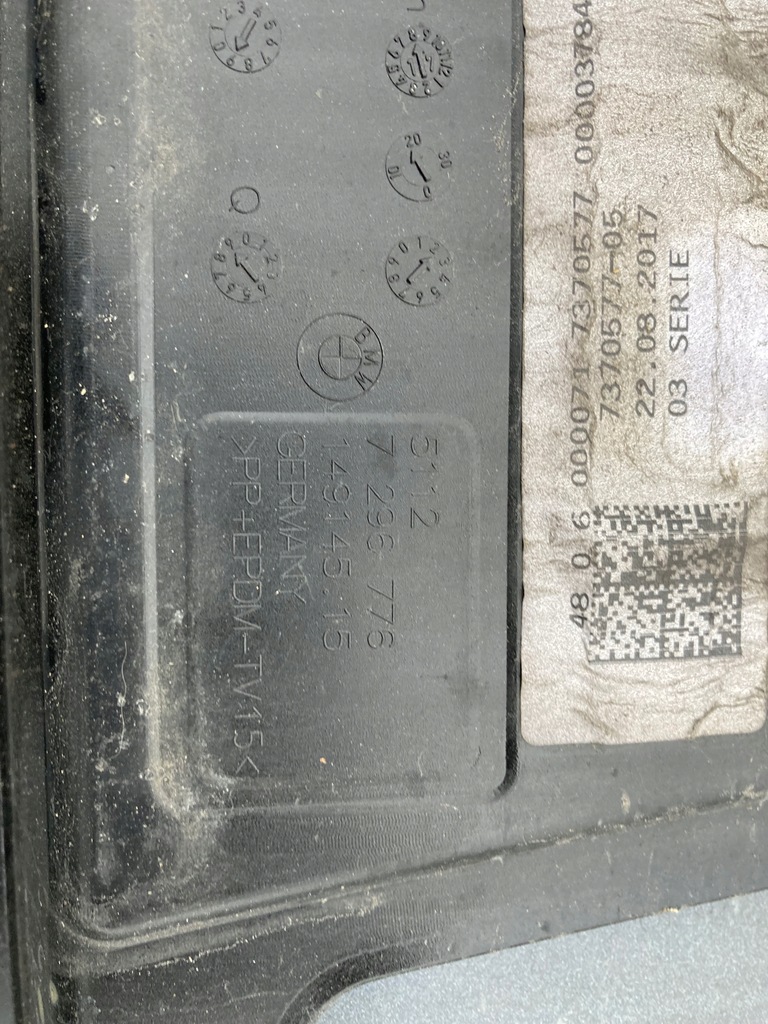 BMW
5112
7 296 776
149145.15
GERMANY
>PP+EPDM-TV15<
48 0 6 000071 7370577 00003784
7370577-05
22.08.2017
03 SERIE